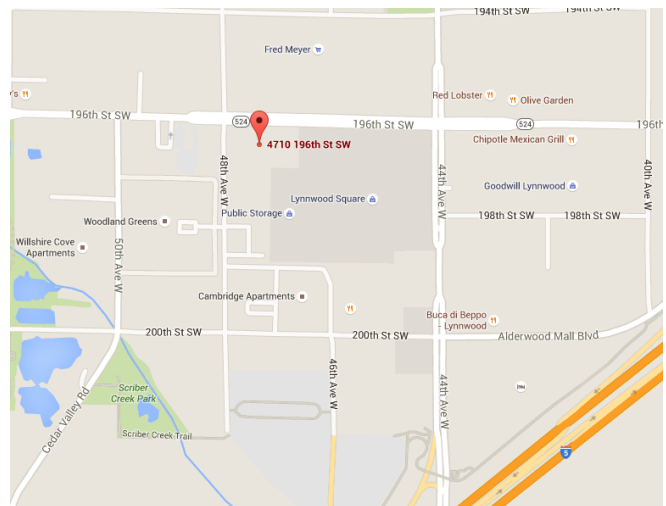 194th St SW
194th St SW
Fred Meyer
's
Red Lobster
Olive Garden
196th St SW
524
196th St SW
524
196th
Chipotle Mexican Grill
4710 196th St SW
48th Ave W
44th Ave W
40th Ave W
Goodwill Lynnwood
Lynnwood Square
Public Storage
198th St SW
198th St SW
Woodland Greens
Willshire Cove
Apartments
50th Ave W
Cambridge Apartments
Buca di Beppo
- Lynnwood
200th St SW
200th St SW
Alderwood Mall Blvd
46th Ave W
44th Ave W
Scriber
Creek Park
Cedar Valley Rd
Scriber Creek Trail
5